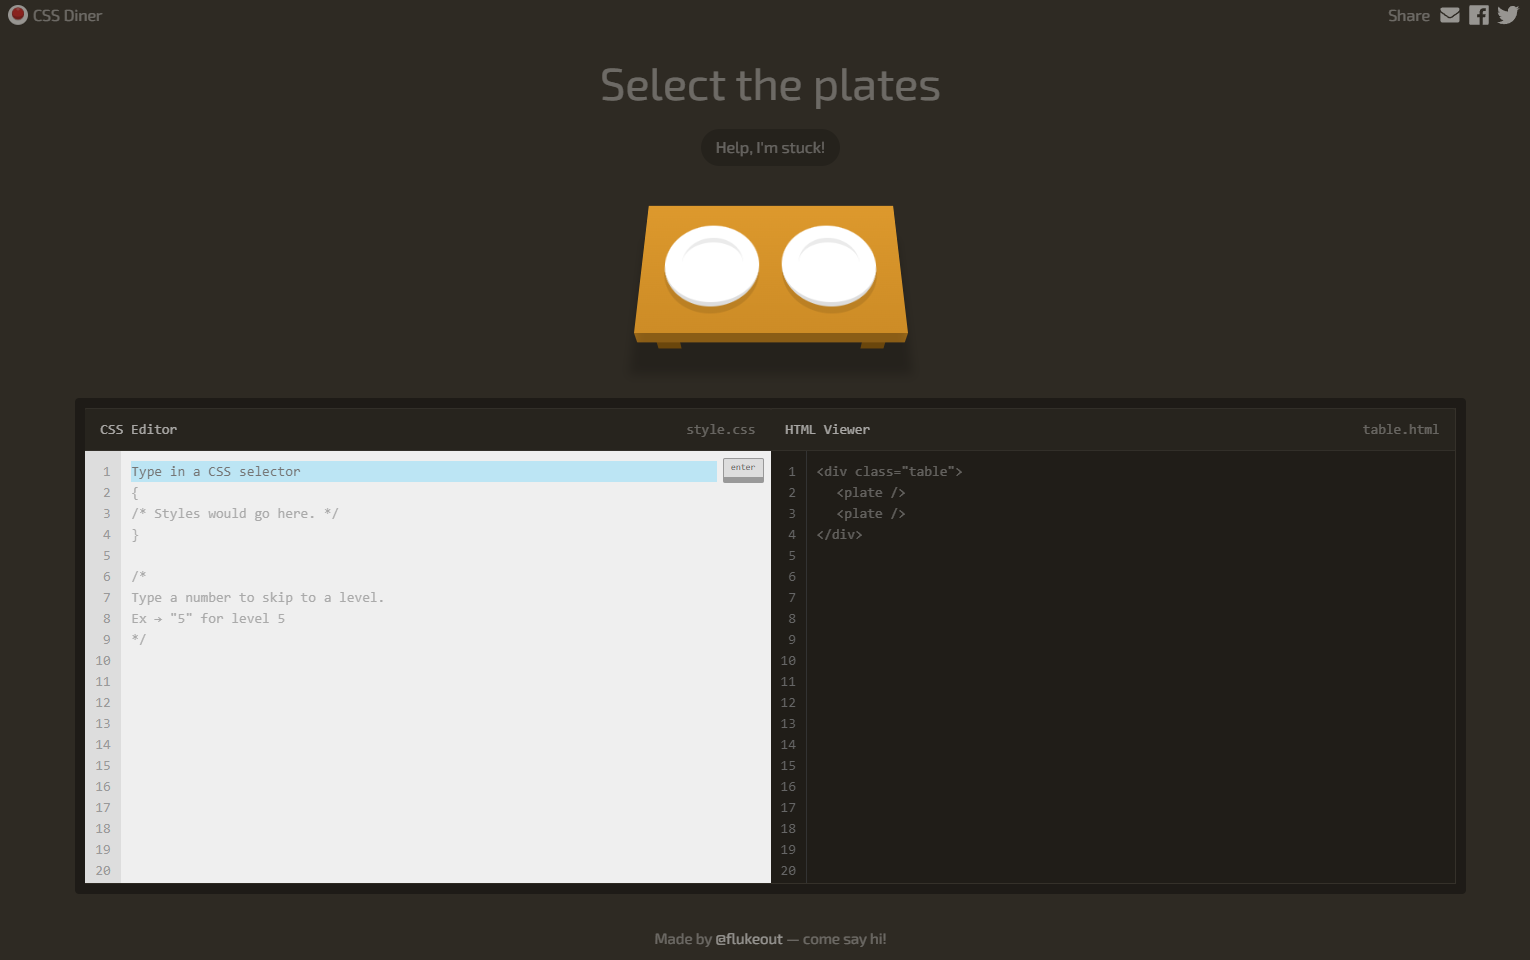 CSS Diner
Share
Select the plates
Help, I'm stuck!
CSS Editor
style.css
HTML Viewer
table.html
1 Type in a CSS selector
enter
2 {
3 /* Styles would go here. */
4 }
5
6 /*
7 Type a number to skip to a level.
8 Ex → "5" for level 5
9 */
10
11
12
13
14
15
16
17
18
19
20
1 <div class="table">
2 <plate />
3 <plate />
4 </div>
5
6
7
8
9
10
11
12
13
14
15
16
17
18
19
20
Made by @flukeout — come say hi!